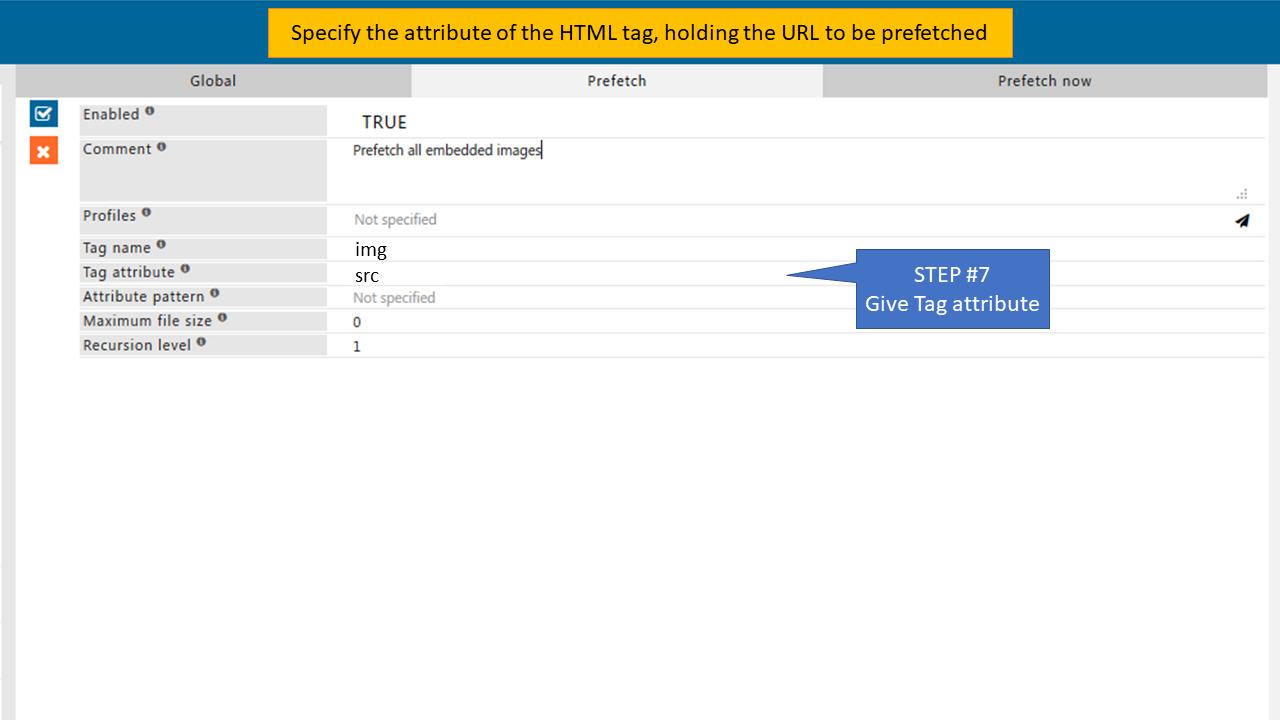 Specify the attribute of the HTML tag, holding the URL to be prefetched
Global Prefetch Prefetch now
Enabled TRUE
Comment Prefetch all embedded images
Profiles Not specified
Tag name img
Tag attribute src
STEP #7
Give Tag attribute
Attribute pattern Not specified
Maximum file size 0
Recursion level 1